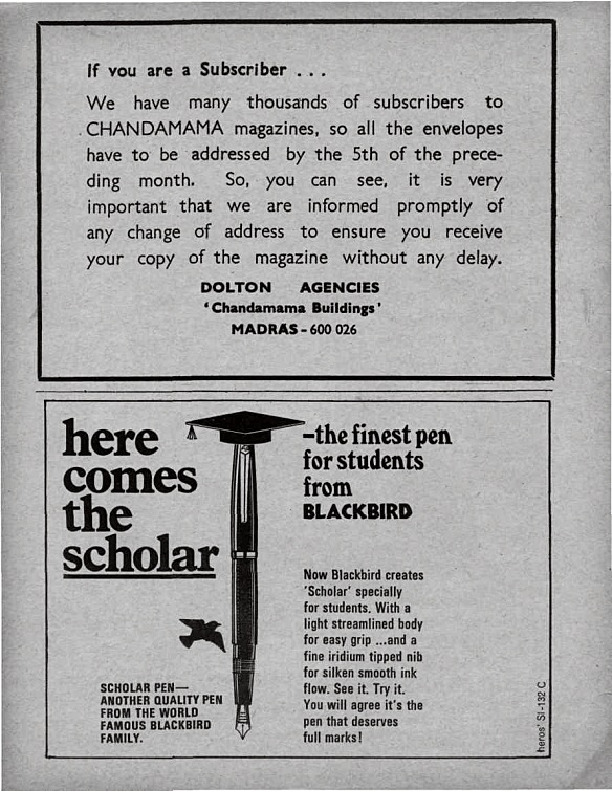 If you are a Subscriber . . .
We have many thousands of subscribers to
CHANDAMAMA magazines, so all the envelopes
have to be addressed by the 5th of the prece-
ding month. So, you can see, it is very
important that we are informed promptly of
any change of address to ensure you receive
your copy of the magazine without any delay.
DOLTON AGENCIES
'Chandamama Buildings'
MADRAS - 600 026
here
comes
the
scholar
-the finest pen
for students
from
BLACKBIRD
Now Blackbird creates
'Scholar' specially
for students. With a
light streamlined body
for easy grip ...and a
fine iridium tipped nib
for silken smooth ink
flow. See it. Try it.
You will agree it's the
pen that deserves
full marks!
SCHOLAR PEN—
ANOTHER QUALITY PEN
FROM THE WORLD
FAMOUS BLACKBIRD
FAMILY.
heros' SI-132 C